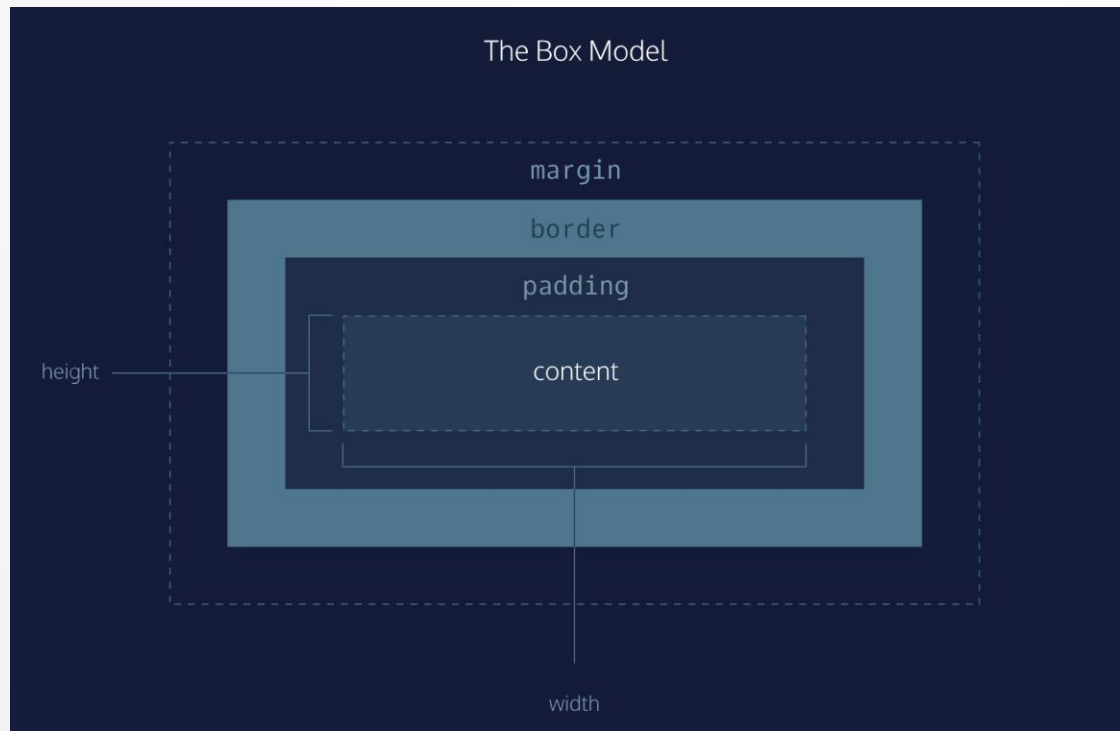 The Box Model
margin
border
padding
height
content
width